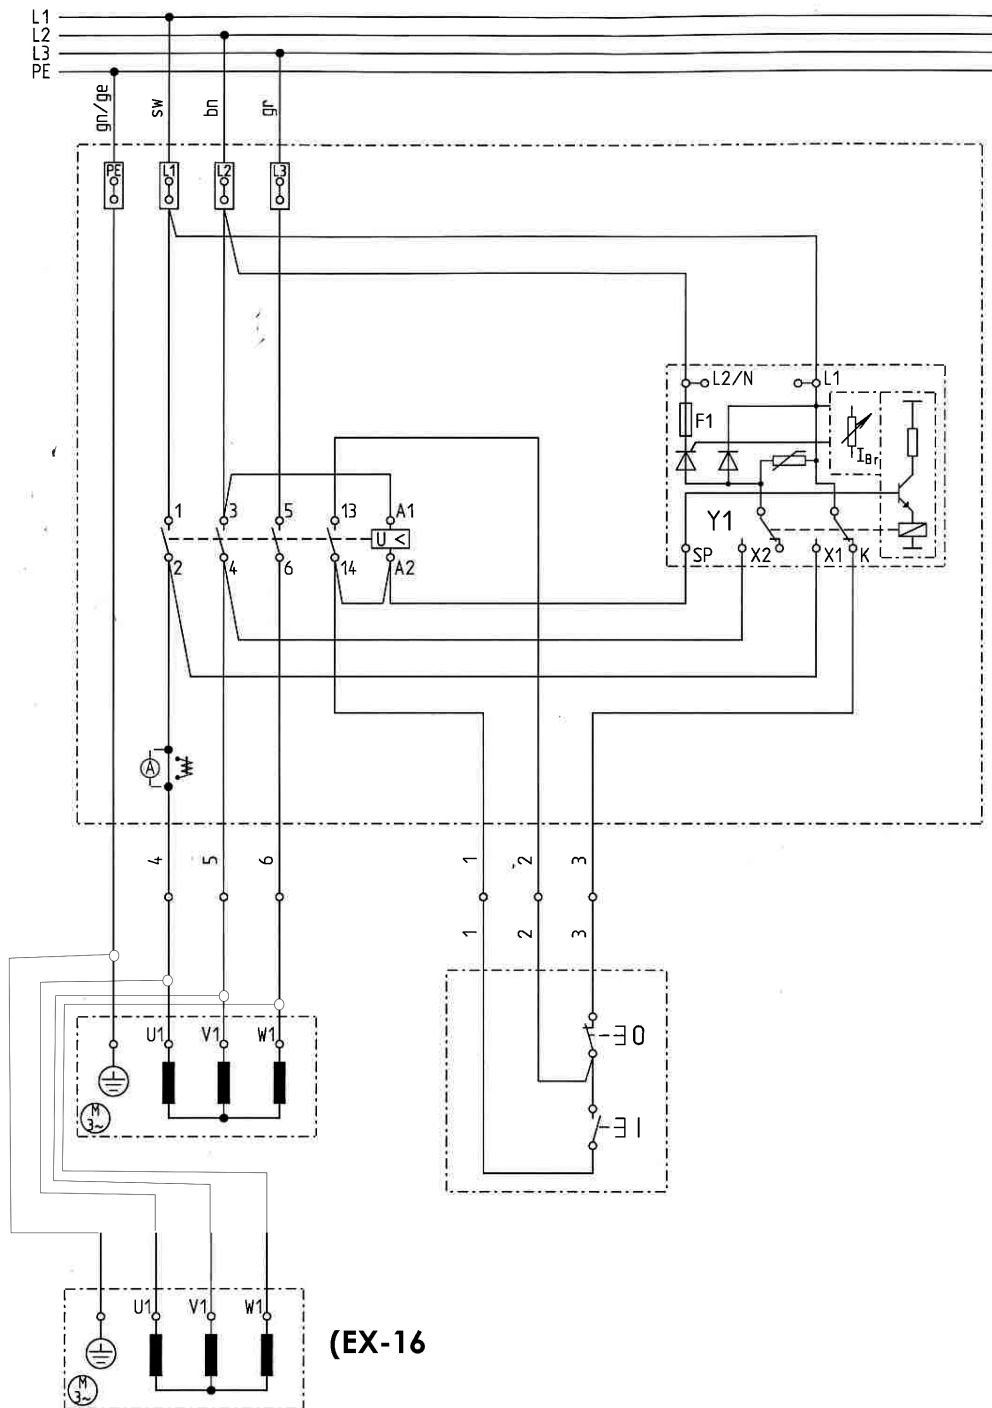 L1
L2
L3
PE
gn/ge
sw
bn
gr
PE
L1
L2
L3
L2/N
L1
F1
IBr
1
3
5
13
A1
U <
Y1
2
4
6
14
A2
SP
X2
X1
K
A
4
5
6
1
2
3
1
2
3
U1
V1
W1
M
3~
0
I
U1
V1
W1
M
3~
(EX-16